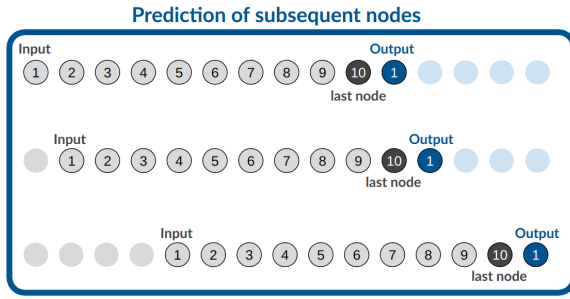 Prediction of subsequent nodes
Input Output
1 2 3 4 5 6 7 8 9 10 1
last node
Input Output
1 2 3 4 5 6 7 8 9 10 1
last node
Input Output
1 2 3 4 5 6 7 8 9 10 1
last node